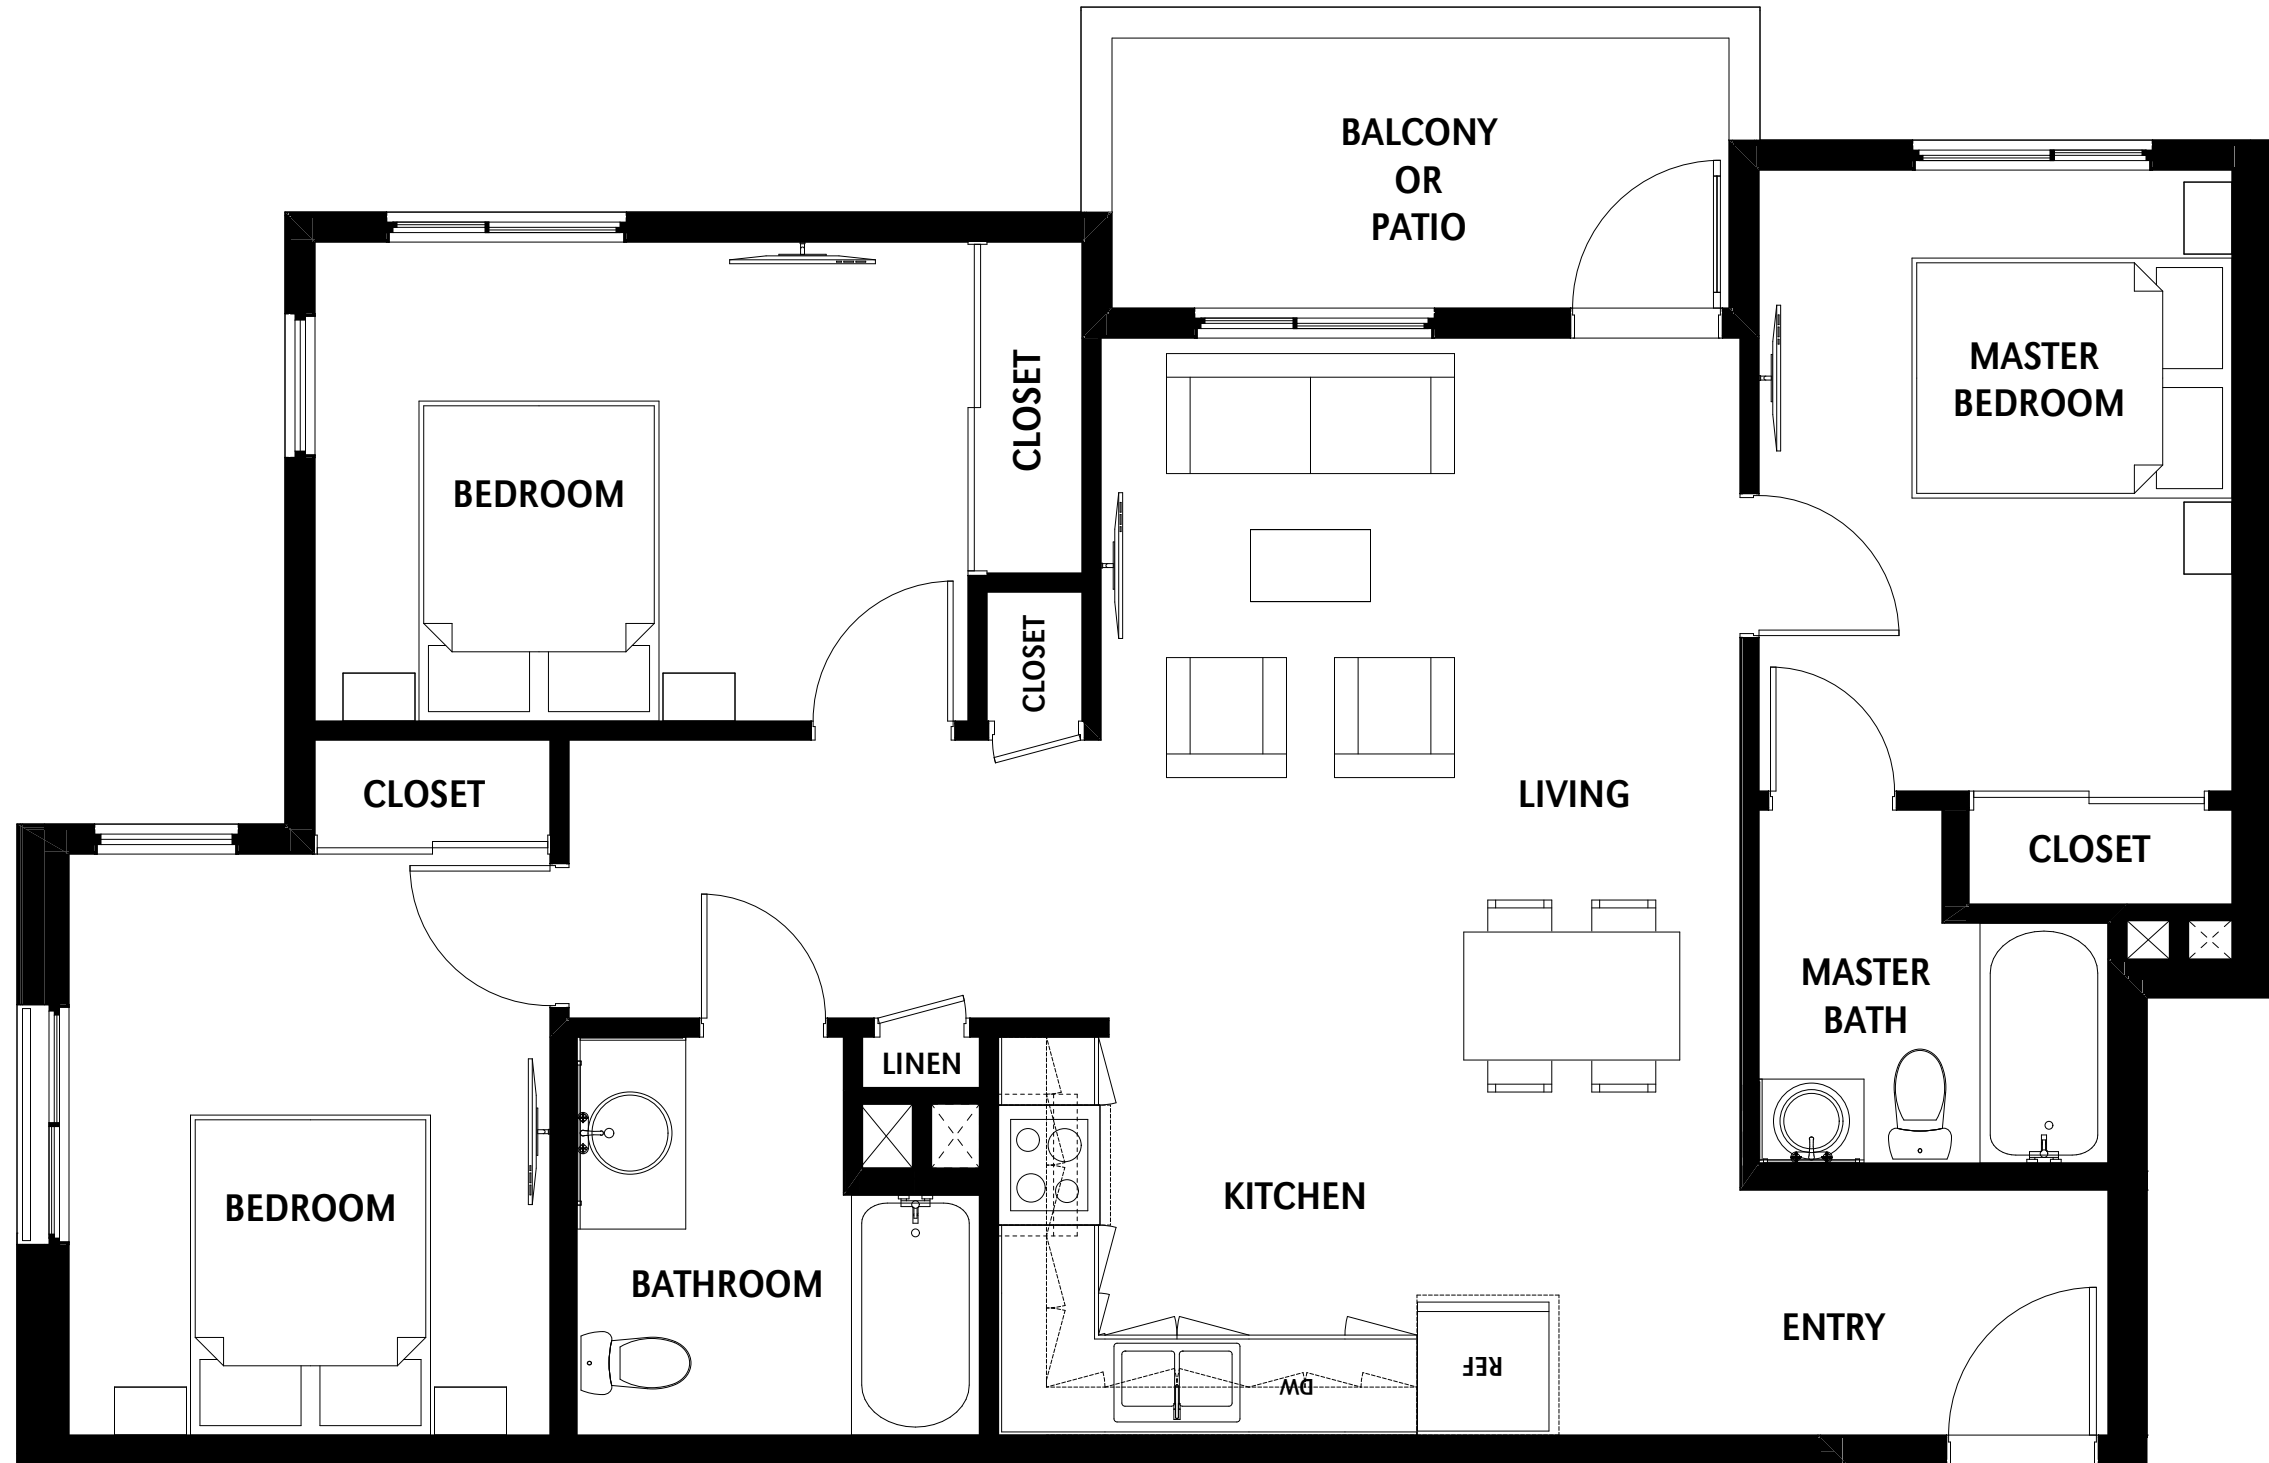 BALCONY
OR
PATIO
MASTER
BEDROOM
CLOSET
BEDROOM
CLOSET
CLOSET
LIVING
CLOSET
MASTER
BATH
LINEN
KITCHEN
BEDROOM
BATHROOM
ENTRY
REF
DW